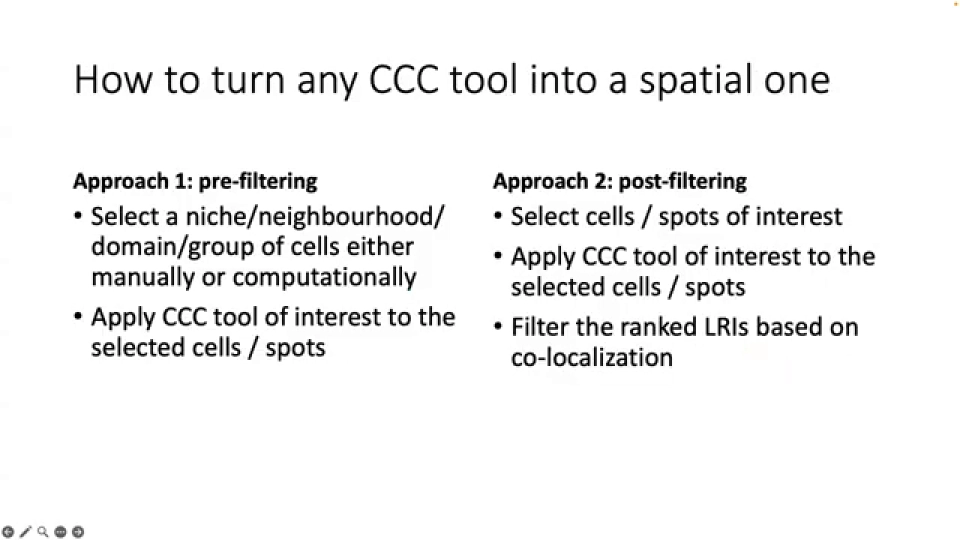 How to turn any CCC tool into a spatial one
Approach 1: pre-filtering
• Select a niche/neighbourhood/
domain/group of cells either
manually or computationally
• Apply CCC tool of interest to the
selected cells / spots
Approach 2: post-filtering
• Select cells / spots of interest
• Apply CCC tool of interest to the
selected cells / spots
• Filter the ranked LRIs based on
co-localization